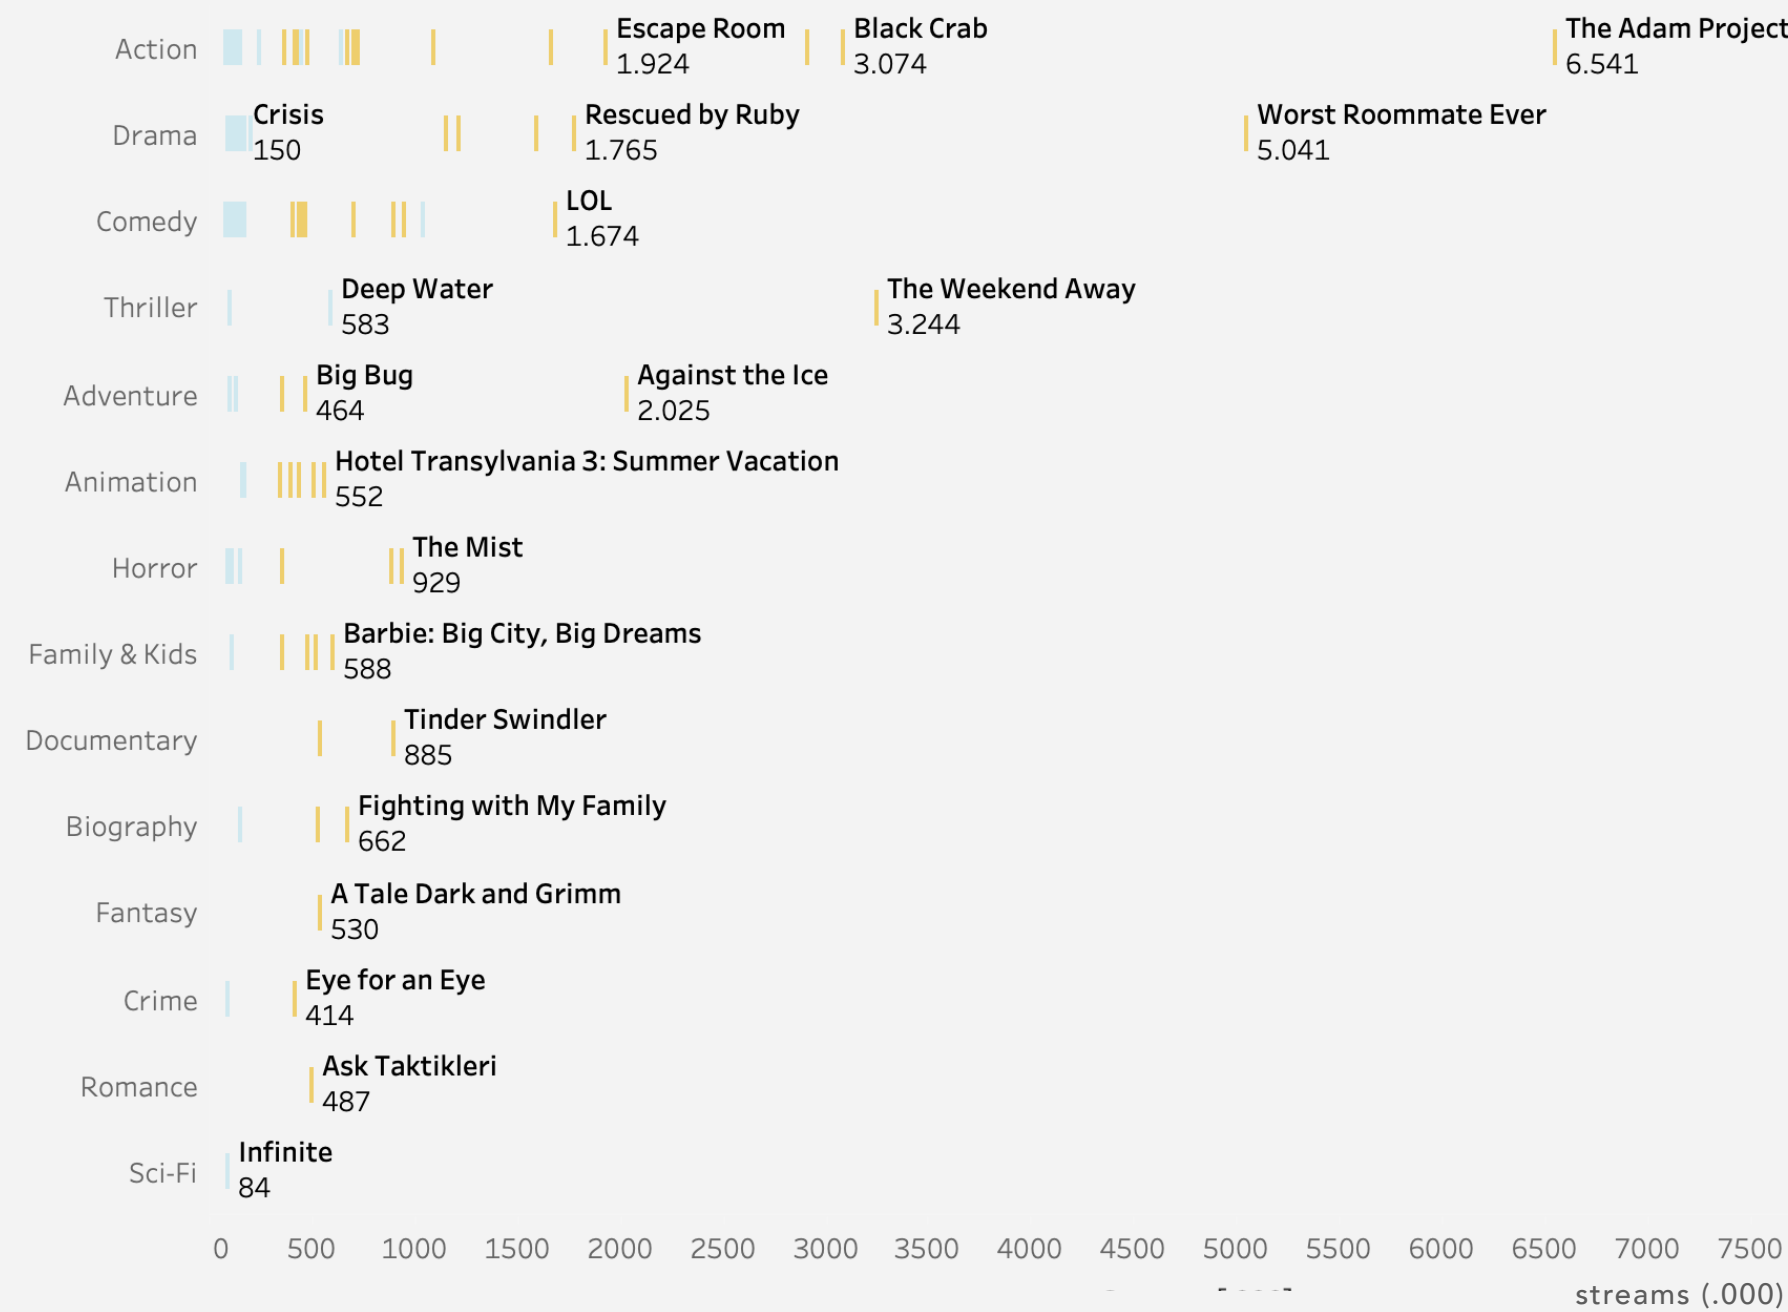 Action
Escape Room
1.924
Black Crab
3.074
The Adam Project
6.541
Drama
Crisis
150
Rescued by Ruby
1.765
Worst Roommate Ever
5.041
Comedy
LOL
1.674
Thriller
Deep Water
583
The Weekend Away
3.244
Adventure
Big Bug
464
Against the Ice
2.025
Animation
Hotel Transylvania 3: Summer Vacation
552
Horror
The Mist
929
Family & Kids
Barbie: Big City, Big Dreams
588
Documentary
Tinder Swindler
885
Biography
Fighting with My Family
662
Fantasy
A Tale Dark and Grimm
530
Crime
Eye for an Eye
414
Romance
Ask Taktikleri
487
Sci-Fi
Infinite
84
0 500 1000 1500 2000 2500 3000 3500 4000 4500 5000 5500 6000 6500 7000 7500
streams (.000)